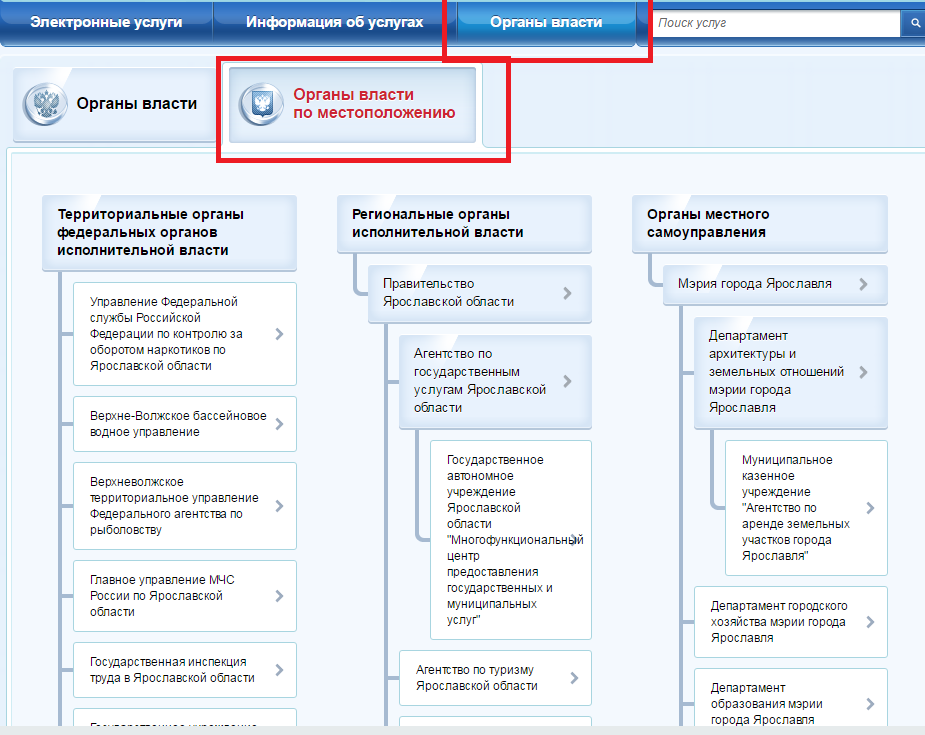 Электронные услуги
Информация об услугах
Органы власти
Поиск услуг
Органы власти
Органы власти
по местоположению
Территориальные органы
федеральных органов
исполнительной власти
Управление Федеральной
службы Российской
Федерации по контролю за
оборотом наркотиков по
Ярославской области
Верхне-Волжское бассейновое
водное управление
Верхневолжское
территориальное управление
Федерального агентства по
рыболовству
Главное управление МЧС
России по Ярославской
области
Государственная инспекция
труда в Ярославской области
Государственное учреждение
Региональные органы
исполнительной власти
Правительство
Ярославской области
Агентство по
государственным
услугам Ярославской
области
Государственное
автономное
учреждение
Ярославской
области
"Многофункциональный
центр
предоставления
государственных и
муниципальных
услуг"
Агентство по туризму
Ярославской области
Органы местного
самоуправления
Мэрия города Ярославля
Департамент
архитектуры и
земельных отношений
мэрии города
Ярославля
Муниципальное
казенное
учреждение
"Агентство по
аренде земельных
участков города
Ярославля"
Департамент городского
хозяйства мэрии города
Ярославля
Департамент
образования мэрии
города Ярославля